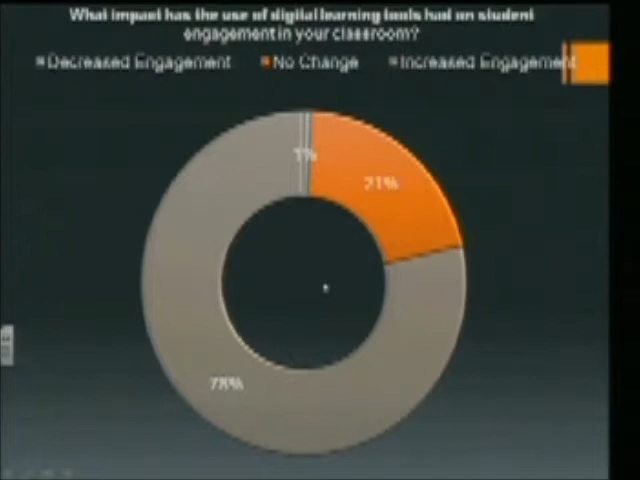 What impact has the use of digital learning tools had on student
engagement in your classroom?
Decreased Engagement No Change Increased Engagement
1%
21%
78%